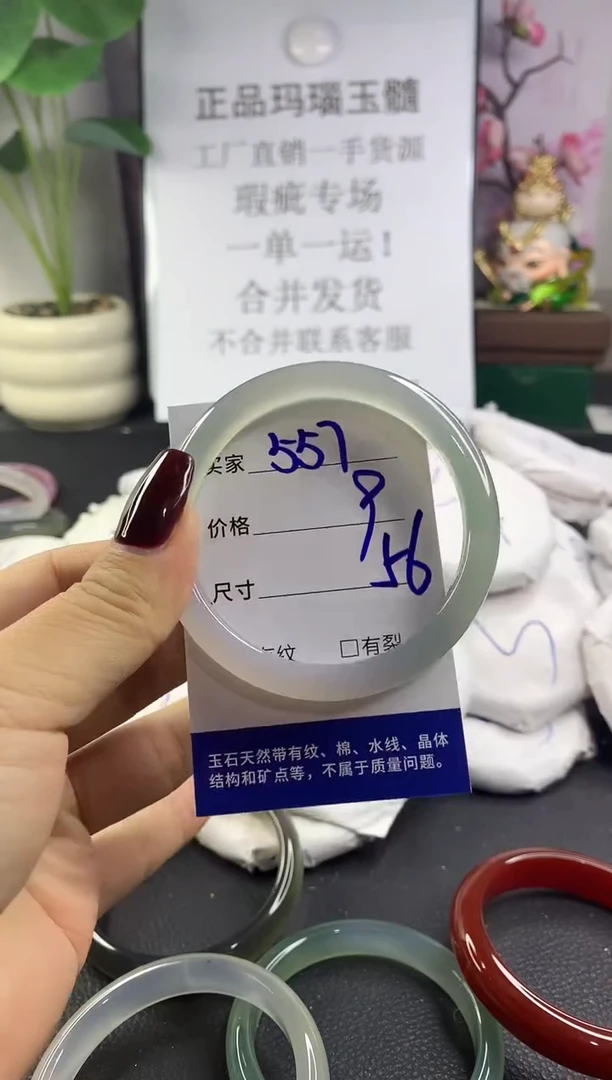 正品玛瑙玉髓
工厂直销一手货源
瑕疵专场
一单一运!
合并发货
不合并联系客服
买家 557
价格 9
尺寸 56
纹 □有裂
玉石天然带有纹、棉、水线、晶体
结构和矿点等，不属于质量问题。